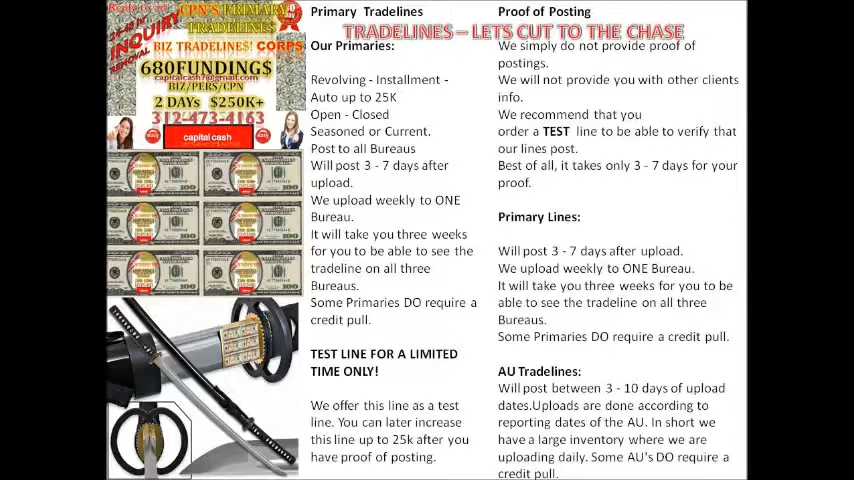 Ready to ad
CPN'S PRIMARY
TRADELINES
24-48 hr
INQUIRY
REMOVAL
BIZ TRADELINES! CORPS
680FUNDING$
capitalcash7@gmail.com
BIZ/PERS/CPN
2 DAYs $250K+
312-473-4163
capital cash
TRADELINES – LETS CUT TO THE CHASE
Primary Tradelines
Our Primaries:
Revolving - Installment -
Auto up to 25K
Open - Closed
Seasoned or Current.
Post to all Bureaus
Will post 3 - 7 days after
upload.
We upload weekly to ONE
Bureau.
It will take you three weeks
for you to be able to see the
tradeline on all three
Bureaus.
Some Primaries DO require a
credit pull.
TEST LINE FOR A LIMITED
TIME ONLY!
We offer this line as a test
line. You can later increase
this line up to 25k after you
have proof of posting.
Proof of Posting
We simply do not provide proof of
postings.
We will not provide you with other clients
info.
We recommend that you
order a TEST line to be able to verify that
our lines post.
Best of all, it takes only 3 - 7 days for your
proof.
Primary Lines:
Will post 3 - 7 days after upload.
We upload weekly to ONE Bureau.
It will take you three weeks for you to be
able to see the tradeline on all three
Bureaus.
Some Primaries DO require a credit pull.
AU Tradelines:
Will post between 3 - 10 days of upload
dates.Uploads are done according to
reporting dates of the AU. In short we
have a large inventory where we are
uploading daily. Some AU's DO require a
credit pull.